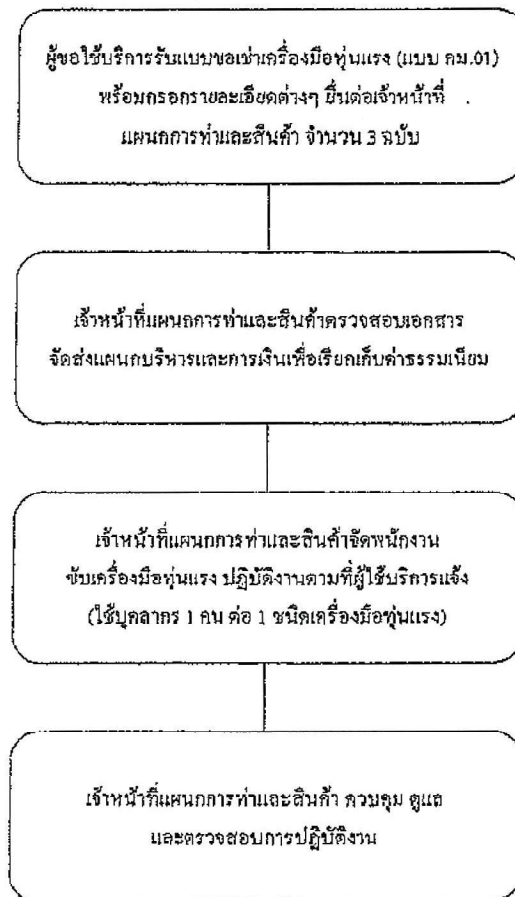 ผู้ขอใช้บริการรับแบบขอเช่าเครื่องมือทุ่นแรง (แบบ คม.01)
พร้อมกรอกรายละเอียดต่างๆ ยื่นต่อเจ้าหน้าที่
แผนกการท่าและสินค้า จำนวน 3 ฉบับ
เจ้าหน้าที่แผนกการท่าและสินค้าตรวจสอบเอกสาร
จัดส่งแผนกบริหารและการเงินเพื่อเรียกเก็บค่าธรรมเนียม
เจ้าหน้าที่แผนกการท่าและสินค้าจัดพนักงาน
ขับเครื่องมือทุ่นแรง ปฏิบัติงานตามที่ผู้ใช้บริการแจ้ง
(ใช้บุคลากร 1 คน ต่อ 1 ชนิดเครื่องมือทุ่นแรง)
เจ้าหน้าที่แผนกการท่าและสินค้า ควบคุม ดูแล
และตรวจสอบการปฏิบัติงาน